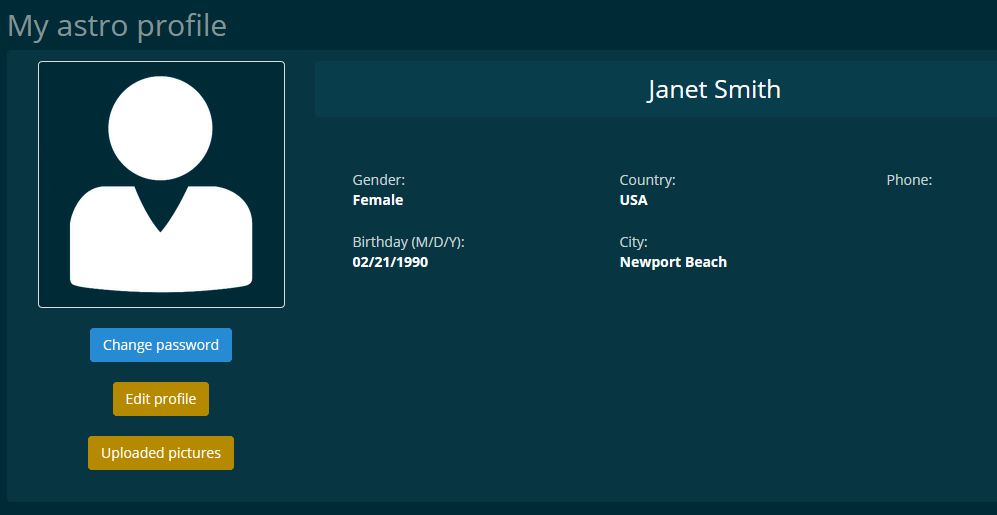 My astro profile
Janet Smith
Gender:
Female
Country:
USA
Phone:
Birthday (M/D/Y):
02/21/1990
City:
Newport Beach
Change password
Edit profile
Uploaded pictures